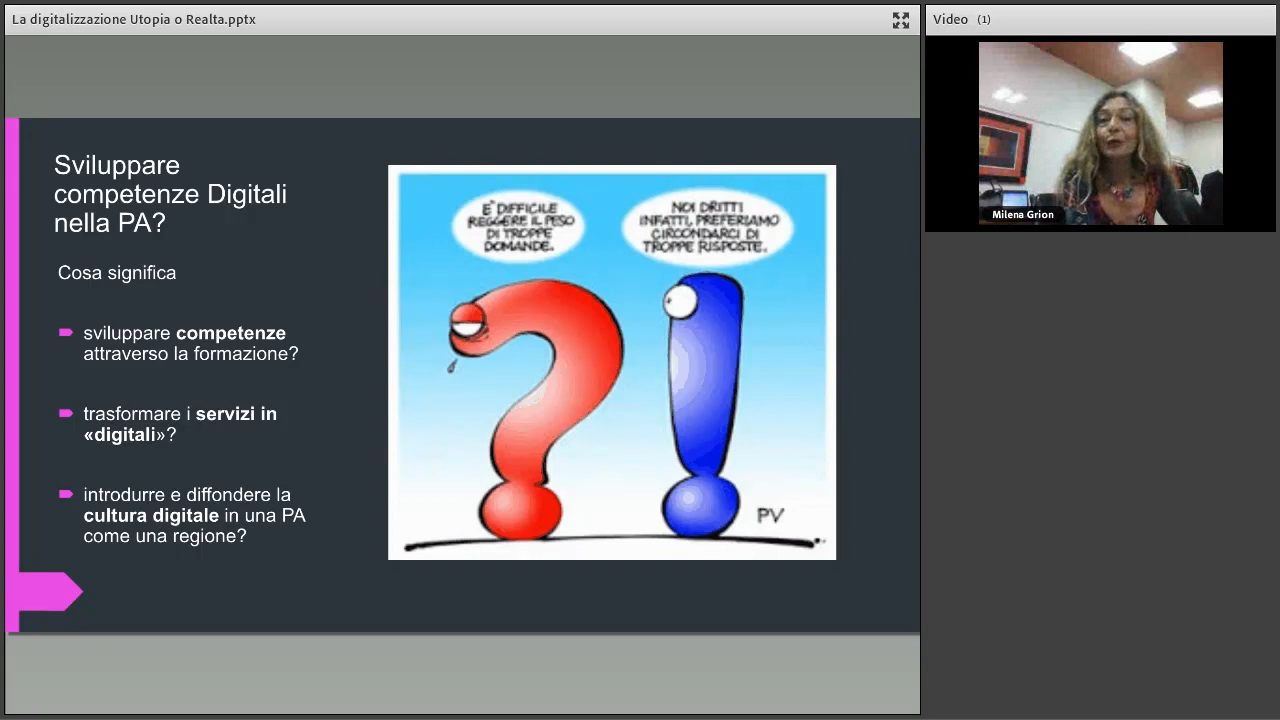 La digitalizzazione Utopia o Realta.pptx
Video (1)
Sviluppare
competenze Digitali
nella PA?
Cosa significa
sviluppare competenze
attraverso la formazione?
trasformare i servizi in
«digitali»?
introdurre e diffondere la
cultura digitale in una PA
come una regione?
E' DIFFICILE
REGGERE IL PESO
DI TROPPE
DOMANDE.
NOI DRITTI
INFATTI, PREFERIAMO
CIRCONDARCI DI
TROPPE RISPOSTE.
PV
Milena Grion